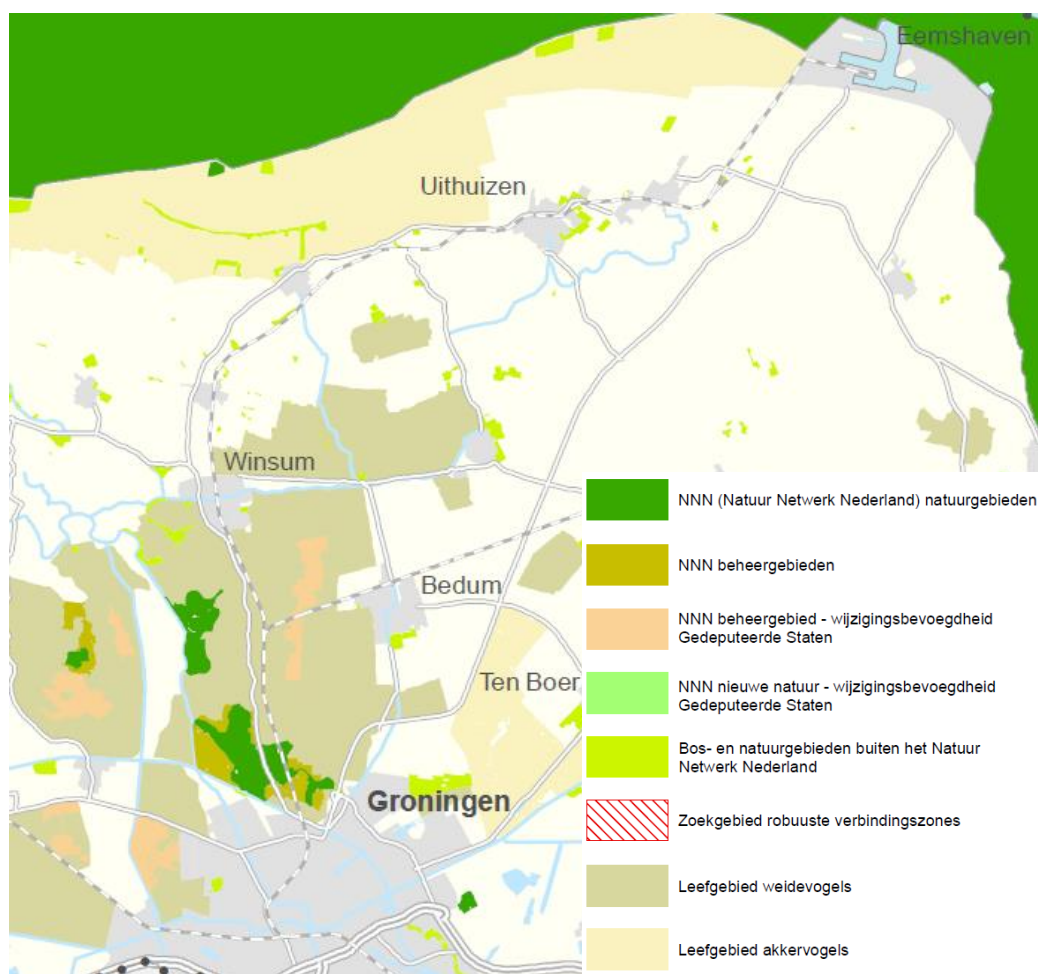 Eemshaven
Uithuizen
Winsum
Bedum
Ten Boer
Groningen
NNN (Natuur Netwerk Nederland) natuurgebieden
NNN beheergebieden
NNN beheergebied - wijzigingsbevoegdheid
Gedeputeerde Staten
NNN nieuwe natuur - wijzigingsbevoegdheid
Gedeputeerde Staten
Bos- en natuurgebieden buiten het Natuur
Netwerk Nederland
Zoekgebied robuuste verbindingszones
Leefgebied weidevogels
Leefgebied akkervogels